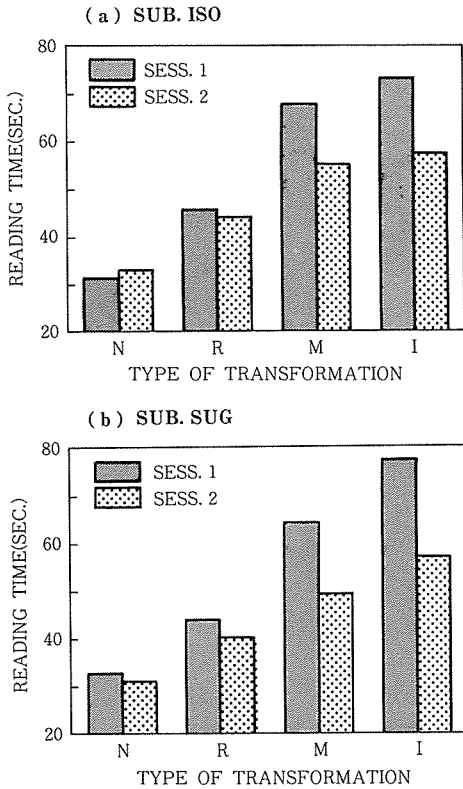 (a) SUB. ISO
80
60
40
20
READING TIME(SEC.)
SESS. 1
SESS. 2
N R M I
TYPE OF TRANSFORMATION
(b) SUB. SUG
80
60
40
20
READING TIME(SEC.)
SESS. 1
SESS. 2
N R M I
TYPE OF TRANSFORMATION